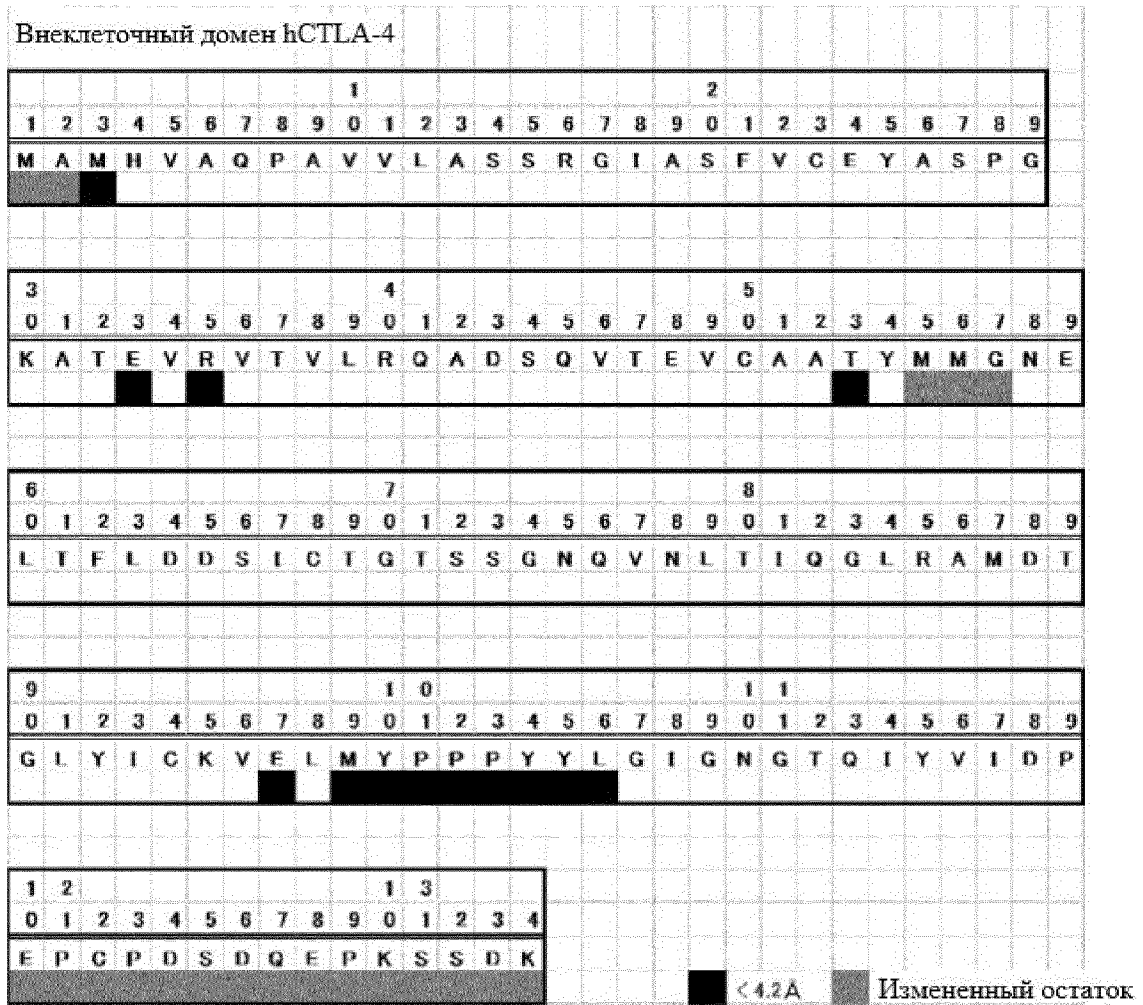 Внеклеточный домен hCTLA-4
1 2
1 2 3 4 5 6 7 8 9 0 1 2 3 4 5 6 7 8 9 0 1 2 3 4 5 6 7 8 9
M A M H V A Q P A V V L A S S R G I A S F V C E Y A S P G
3 4 5
0 1 2 3 4 5 6 7 8 9 0 1 2 3 4 5 6 7 8 9 0 1 2 3 4 5 6 7 8 9
K A T E V R V T V L R Q A D S Q V T E V C A A T Y M M G N E
6 7 8
0 1 2 3 4 5 6 7 8 9 0 1 2 3 4 5 6 7 8 9 0 1 2 3 4 5 6 7 8 9
L T F L D D S I C T G T S S G N Q V N L T I Q G L R A M D T
9 1 0 1 1
0 1 2 3 4 5 6 7 8 9 0 1 2 3 4 5 6 7 8 9 0 1 2 3 4 5 6 7 8 9
G L Y I C K V E L M Y P P P Y Y L G I G N G T Q I Y V I D P
1 2 1 3
0 1 2 3 4 5 6 7 8 9 0 1 2 3 4
E P C P D S D Q E P K S S D K
<4.2A Измененный остаток